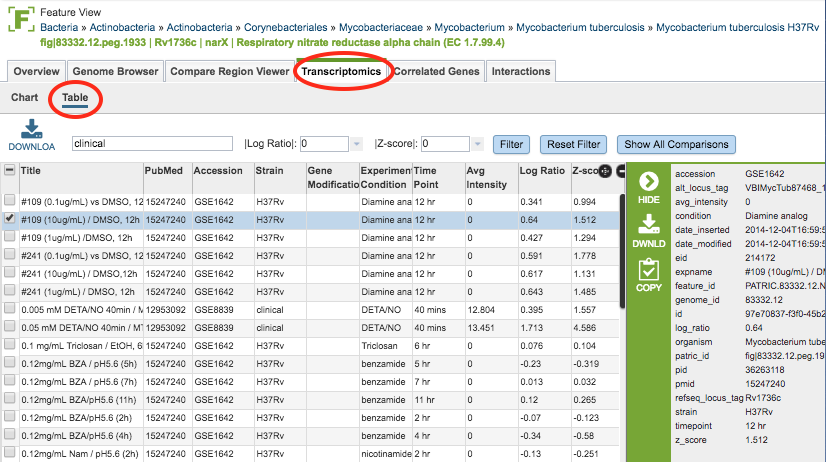 Feature View
Bacteria » Actinobacteria » Actinobacteria » Corynebacteriales » Mycobacteriaceae » Mycobacterium » Mycobacterium tuberculosis » Mycobacterium tuberculosis H37Rv
fig|83332.12.peg.1933 | Rv1736c | narX | Respiratory nitrate reductase alpha chain (EC 1.7.99.4)
Overview Genome Browser Compare Region Viewer Transcriptomics Correlated Genes Interactions
Chart Table
DOWNLOA clinical |Log Ratio|: 0 |Z-score|: 0 Filter Reset Filter Show All Comparisons
Title PubMed Accession Strain Gene Modificatio Experiment Condition Time Point Avg Intensity Log Ratio Z-sco
#109 (0.1ug/mL) vs DMSO, 12 15247240 GSE1642 H37Rv Diamine ana 12 hr 0 0.341 0.994
#109 (10ug/mL) / DMSO, 12h 15247240 GSE1642 H37Rv Diamine ana 12 hr 0 0.64 1.512
#109 (1ug/mL) /DMSO, 12h 15247240 GSE1642 H37Rv Diamine ana 12 hr 0 0.427 1.294
#241 (0.1ug/mL) vs DMSO, 12 15247240 GSE1642 H37Rv Diamine ana 12 hr 0 0.591 1.778
#241 (10ug/mL) / DMSO,12h 15247240 GSE1642 H37Rv Diamine ana 12 hr 0 0.617 1.131
#241 (1ug/mL) / DMSO, 12h 15247240 GSE1642 H37Rv Diamine ana 12 hr 0 0.643 1.485
0.005 mM DETA/NO 40min / M 12953092 GSE8839 clinical DETA/NO 40 mins 12.804 0.395 1.557
0.05 mM DETA/NO 40min / MT 12953092 GSE8839 clinical DETA/NO 40 mins 13.451 1.713 4.586
0.1 mg/mL Triclosan / EtOH, 6 15247240 GSE1642 H37Rv Triclosan 6 hr 0 0.076 0.104
0.12mg/mL BZA / pH5.6 (5h) 15247240 GSE1642 H37Rv benzamide 5 hr 0 -0.23 -0.319
0.12mg/mL BZA / pH5.6 (7h) 15247240 GSE1642 H37Rv benzamide 7 hr 0 0.013 0.032
0.12mg/mL BZA/pH5.6 (11h) 15247240 GSE1642 H37Rv benzamide 11 hr 0 0.12 0.265
0.12mg/mL BZA/pH5.6 (2h) 15247240 GSE1642 H37Rv benzamide 2 hr 0 -0.07 -0.123
0.12mg/mL BZA/pH5.6 (4h) 15247240 GSE1642 H37Rv benzamide 4 hr 0 -0.34 -0.58
0.12mg/mL Nam / pH5.6 (2h) 15247240 GSE1642 H37Rv nicotinamide 2 hr 0 -0.13 -0.251
HIDE
DWNLD
COPY
accession GSE1642
alt_locus_tag VBIMycTub87468_1
avg_intensity 0
condition Diamine analog
date_inserted 2014-12-04T16:59:5
date_modified 2014-12-04T16:59:5
eid 214172
expname #109 (10ug/mL) / DM
feature_id PATRIC.83332.12.N
genome_id 83332.12
id 97e70837-f3f0-45b2
log_ratio 0.64
organism Mycobacterium tube
patric_id fig|83332.12.peg.19
pid 36263118
pmid 15247240
refseq_locus_tag Rv1736c
strain H37Rv
timepoint 12 hr
z_score 1.512